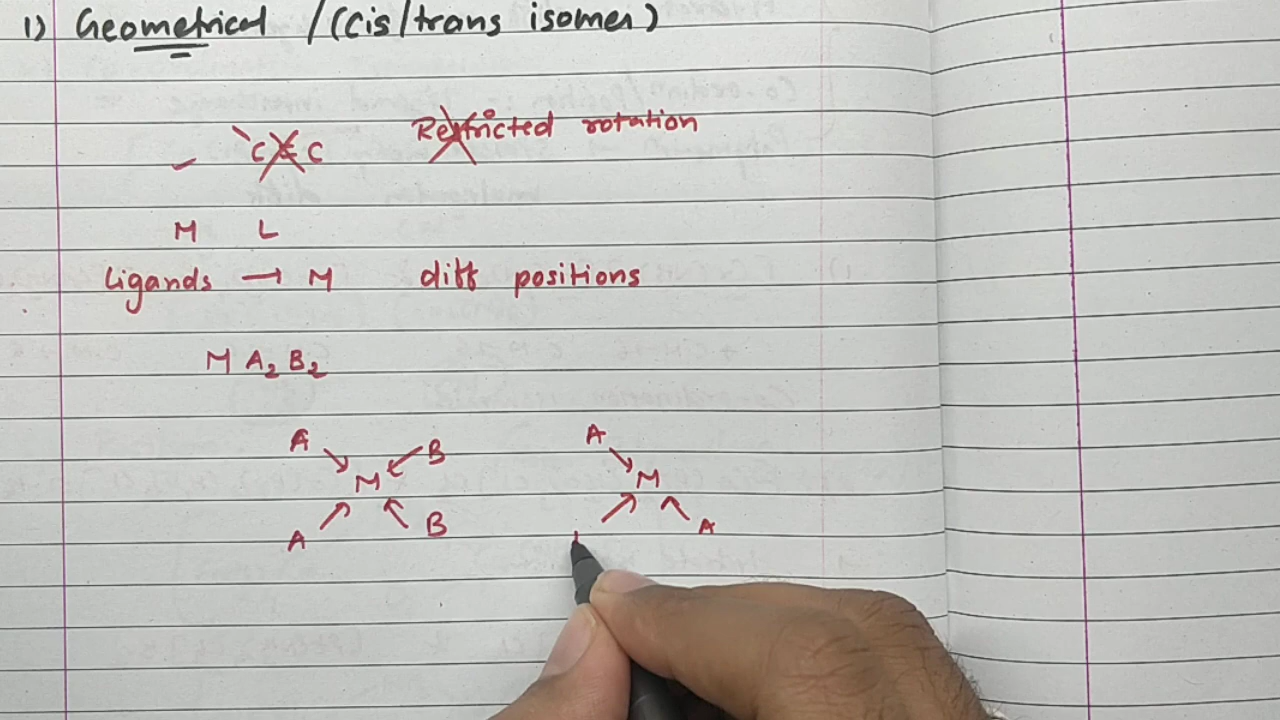 1) Geometrical / (Cis/trans isomer)
C = C Restricted rotation
M L
Ligands → M diff positions
M A₂ B₂
A B A
M M
A B A